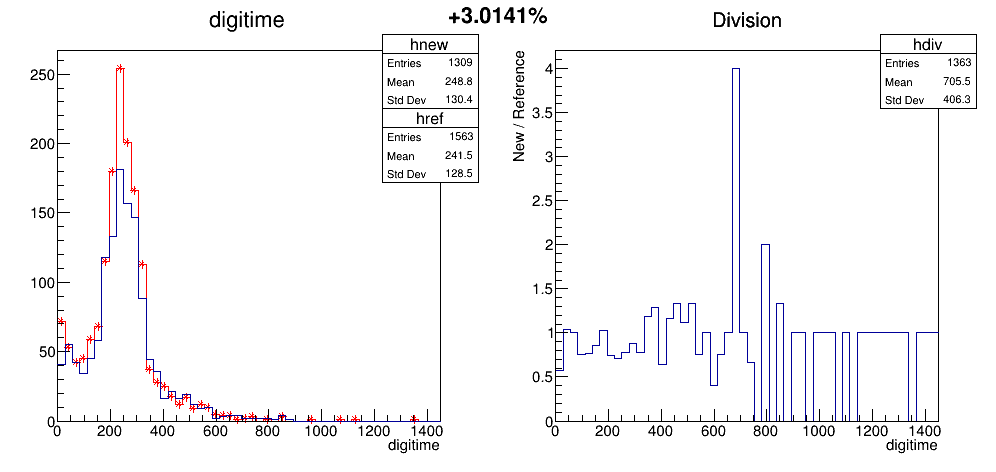 +3.0141%
digitime
hnew
Entries 1309
Mean 248.8
Std Dev 130.4
href
Entries 1563
Mean 241.5
Std Dev 128.5
250
200
150
100
50
0
0 200 400 600 800 1000 1200 1400
digitime
Division
hdiv
Entries 1363
Mean 705.5
Std Dev 406.3
New / Reference
4
3.5
3
2.5
2
1.5
1
0.5
0
0 200 400 600 800 1000 1200 1400
digitime